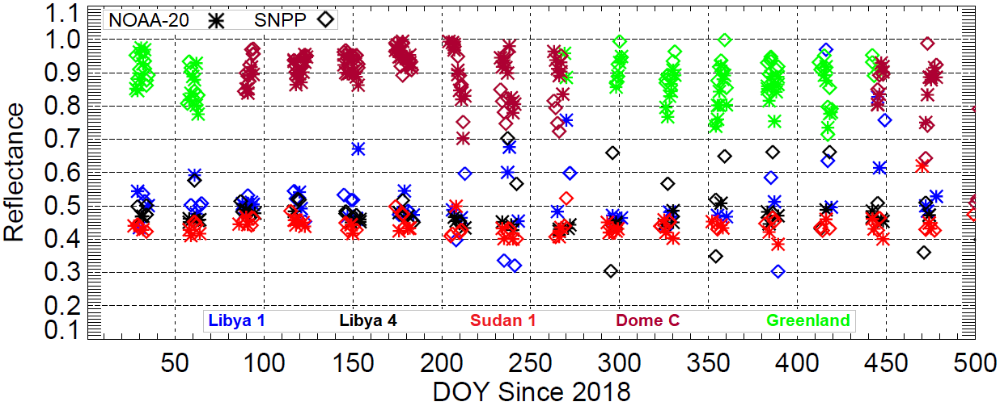 1.1
NOAA-20 SNPP
1.0
0.9
0.8
0.7
0.6
0.5
0.4
0.3
0.2
0.1
Reflectance
Libya 1 Libya 4 Sudan 1 Dome C Greenland
50 100 150 200 250 300 350 400 450 500
DOY Since 2018